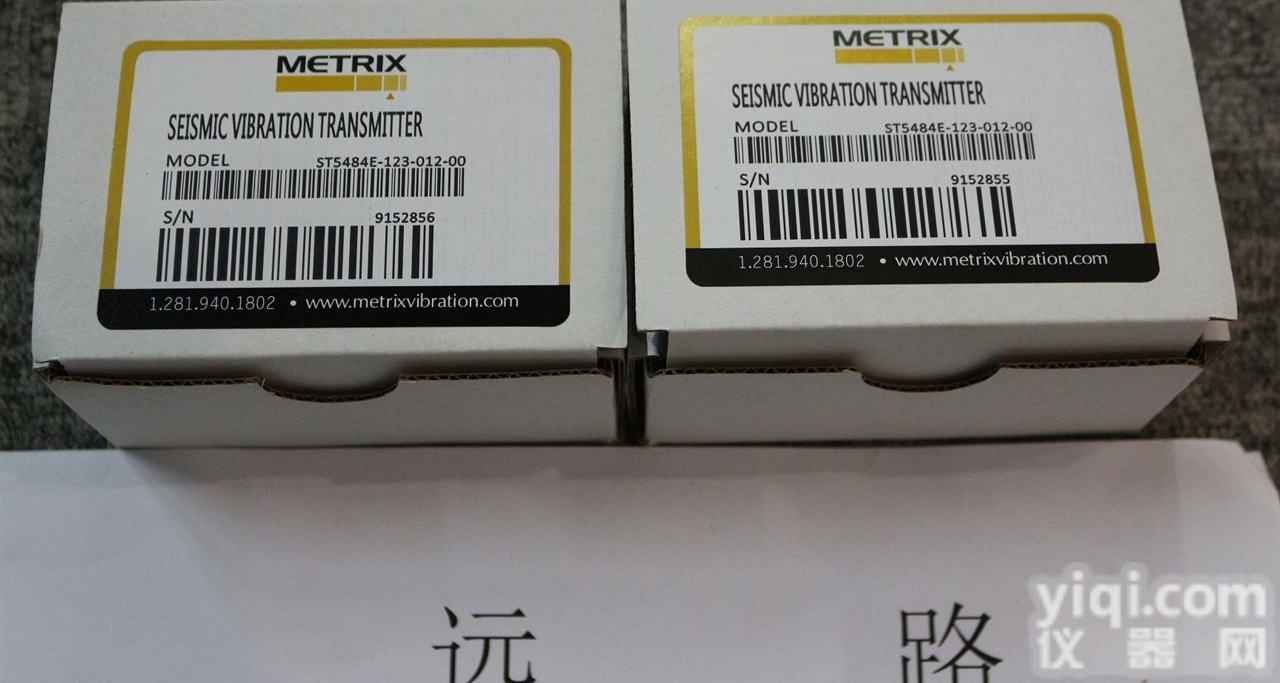 METRIX
SEISMIC VIBRATION TRANSMITTER
MODEL ST5484E-123-012-00
S/N 9152856
1.281.940.1802 • www.metrixvibration.com
METRIX
SEISMIC VIBRATION TRANSMITTER
MODEL ST5484E-123-012-00
S/N 9152855
1.281.940.1802 • www.metrixvibration.com
远 路
yiqi.com
仪器网